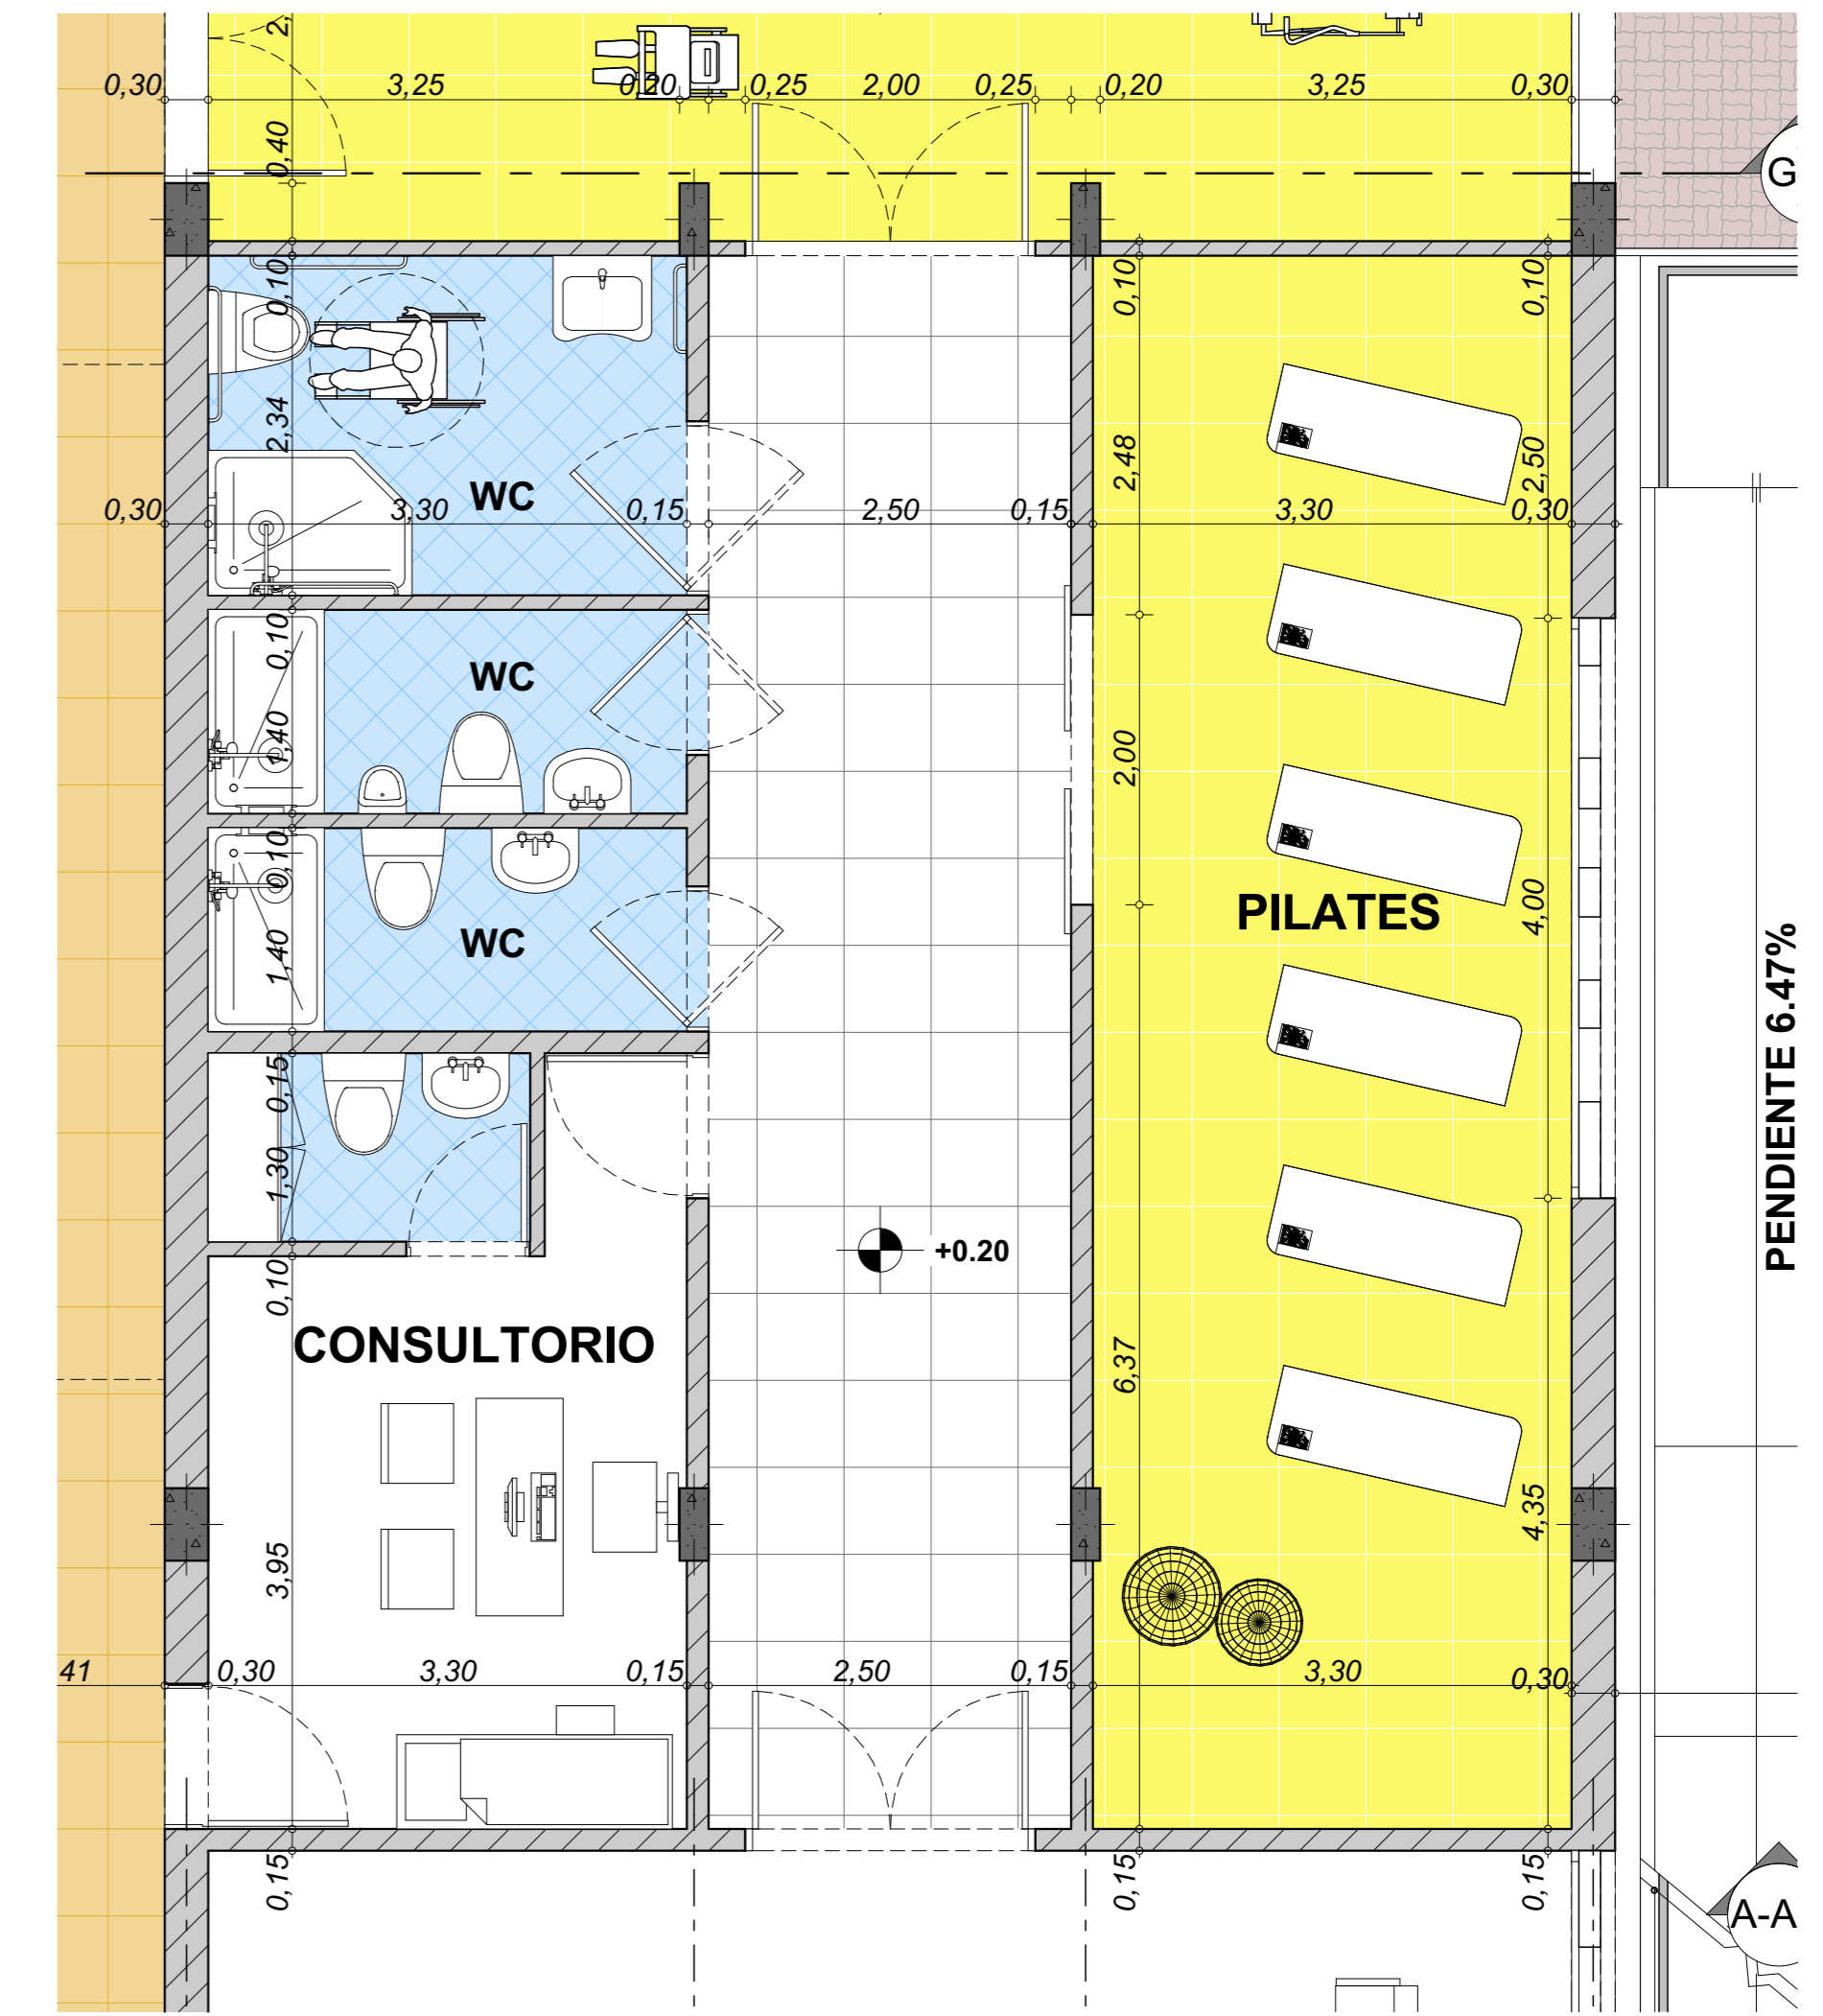 2,
0,30 3,25 0,20 0,25 2,00 0,25 0,20 3,25 0,30
0,40
G
0,10 0,10 0,10
2,34 2,48 2,50
WC
0,30 3,30 0,15 2,50 0,15 3,30 0,30
0,10
WC
1,40 2,00
0,10
PILATES
4,00
WC
1,40
PENDIENTE 6.47%
0,15
1,30
+0.20
0,10
CONSULTORIO
6,37
4,35
3,95
41 0,30 3,30 0,15 2,50 0,15 3,30 0,30
0,15 0,15 0,15
A-A